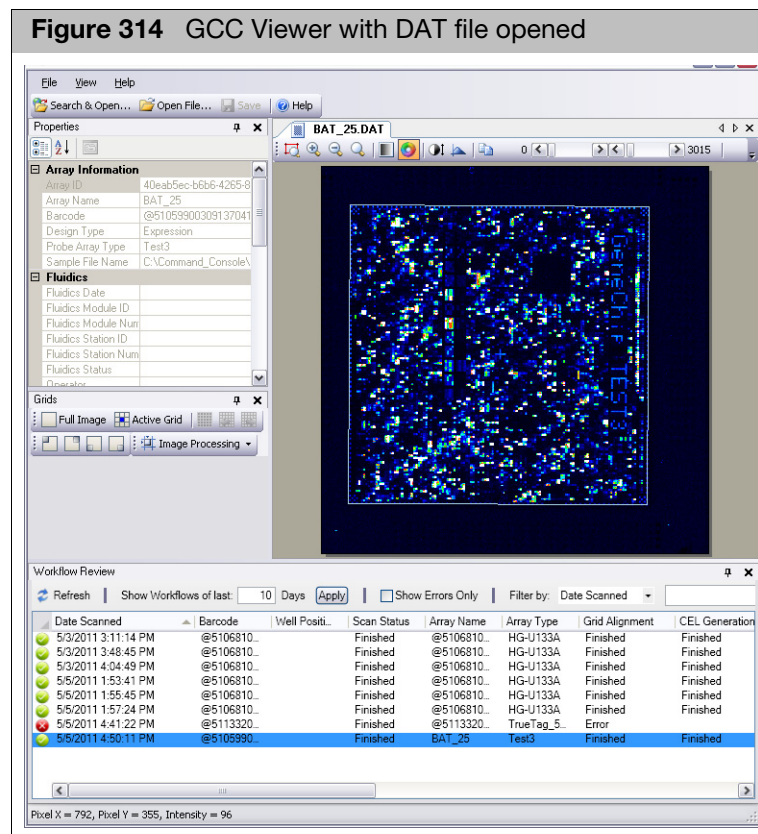 Figure 314 GCC Viewer with DAT file opened
File View Help
Search & Open... Open File... Save Help
Properties
BAT_25.DAT
0 3015
Array Information
Array ID 40eab5ec-b6b6-4265-8
Array Name BAT_25
Barcode @51059900309137041
Design Type Expression
Probe Array Type Test3
Sample File Name C:\Command_Console\
Fluidics
Fluidics Date
Fluidics Module ID
Fluidics Module Num
Fluidics Station ID
Fluidics Station Num
Fluidics Status
Operator
GeneChip TEST3
Grids
Full Image Active Grid
Image Processing
Workflow Review
Refresh Show Workflows of last: 10 Days Apply Show Errors Only Filter by: Date Scanned
Date Scanned Barcode Well Positi... Scan Status Array Name Array Type Grid Alignment CEL Generation
5/3/2011 3:11:14 PM @5106810... Finished @5106810... HG-U133A Finished Finished
5/3/2011 3:48:45 PM @5106810... Finished @5106810... HG-U133A Finished Finished
5/3/2011 4:04:49 PM @5106810... Finished @5106810... HG-U133A Finished Finished
5/5/2011 1:53:41 PM @5106810... Finished @5106810... HG-U133A Finished Finished
5/5/2011 1:55:45 PM @5106810... Finished @5106810... HG-U133A Finished Finished
5/5/2011 1:57:24 PM @5106810... Finished @5106810... HG-U133A Finished Finished
5/5/2011 4:41:22 PM @5113320... Finished @5113320... TrueTag_5... Error
5/5/2011 4:50:11 PM @5105990... Finished BAT_25 Test3 Finished Finished
Pixel X = 792, Pixel Y = 355, Intensity = 96